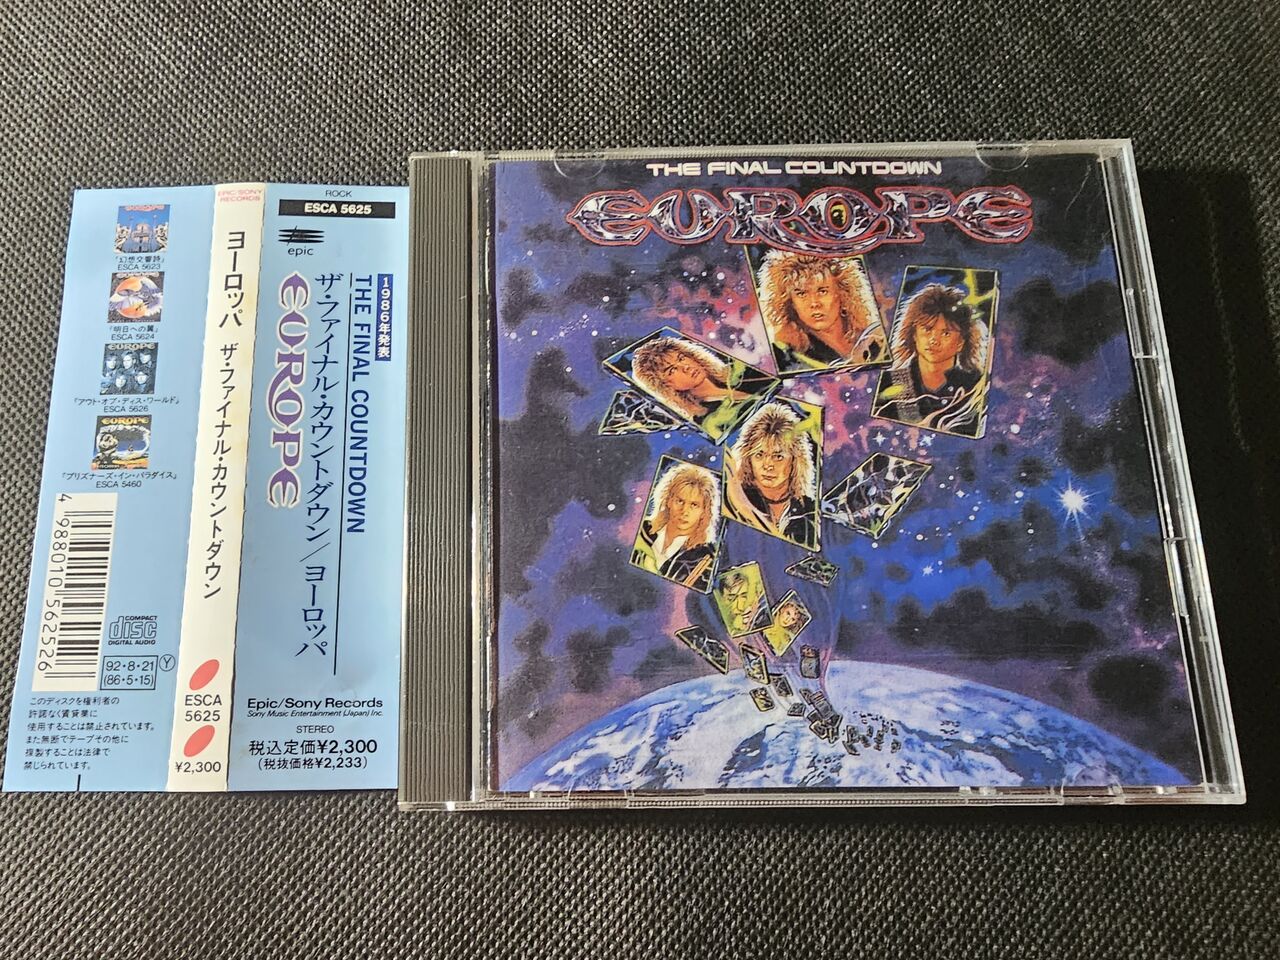 EUROPE
「幻想交響詩」
ESCA 5623
「明日への翼」
ESCA 5624
EUROPE
「アウト・オブ・ディス・ワールド」
ESCA 5626
EUROPE
「プリズナーズ・イン・パラダイス」
ESCA 5460
4 988010 562526
COMPACT
disc
DIGITAL AUDIO
92・8・21
(86・5・15)
Y
このディスクを権利者の
許諾なく賃貸業に
使用することは禁止されています。
また無断でテープその他に
複製することは法律で
禁じられています。
EPIC/SONY
RECORDS
ヨーロッパ ザ・ファイナル・カウントダウン
ESCA
5625
¥2,300
ROCK
ESCA 5625
epic
1986年発表
THE FINAL COUNTDOWN
ザ・ファイナル・カウントダウン/ヨーロッパ
EUROPE
Epic/Sony Records
Sony Music Entertainment (Japan) Inc.
STEREO
税込定価¥2,300
(税抜価格¥2,233)
THE FINAL COUNTDOWN
EUROPE